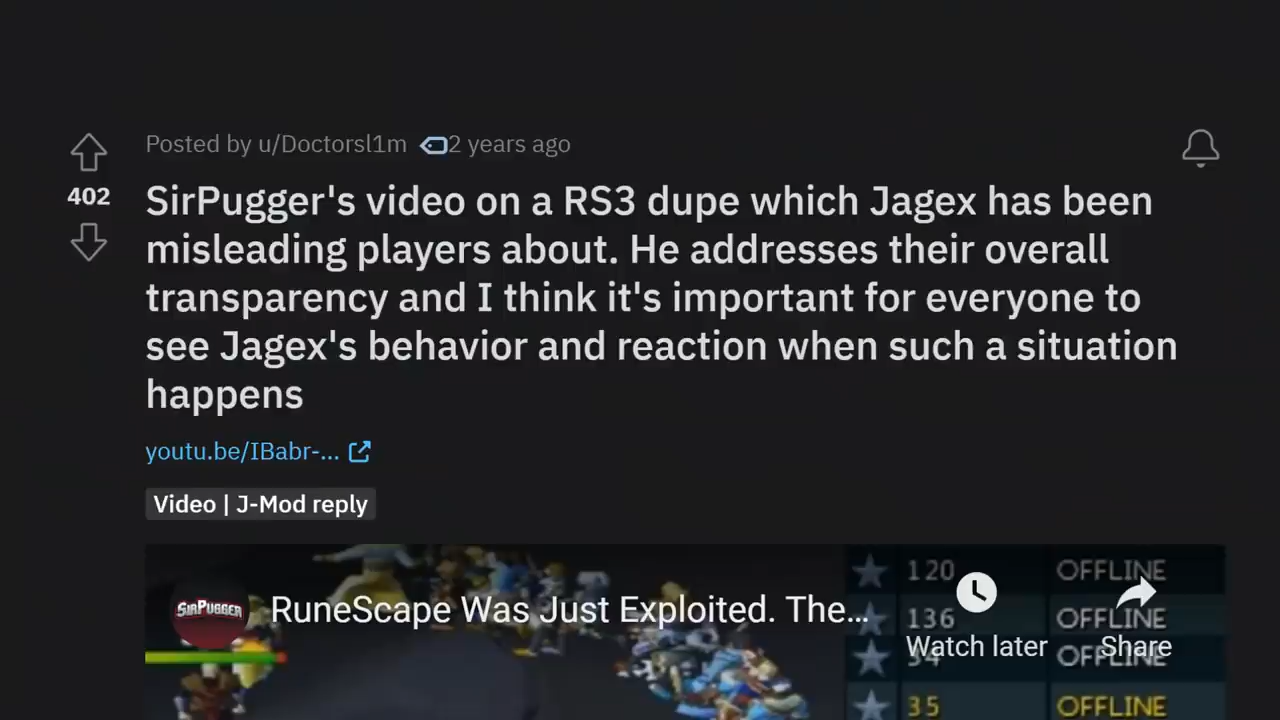 Posted by u/Doctorsl1m 2 years ago
402
SirPugger's video on a RS3 dupe which Jagex has been
misleading players about. He addresses their overall
transparency and I think it's important for everyone to
see Jagex's behavior and reaction when such a situation
happens
youtu.be/IBabr-...
Video | J-Mod reply
SIRPUGGER
RuneScape Was Just Exploited. The...
Watch later
Share
120 OFFLINE
136 OFFLINE
54 OFFLINE
35 OFFLINE